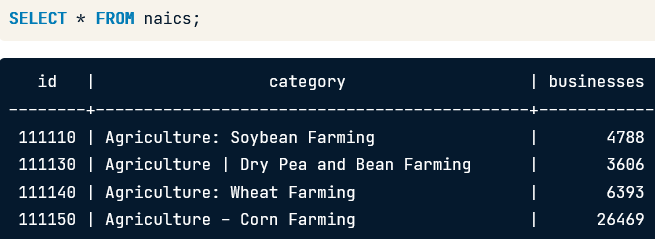 SELECT * FROM naics;
id | category | businesses
--------+---------------------------------------------+------------
111110 | Agriculture: Soybean Farming | 4788
111130 | Agriculture | Dry Pea and Bean Farming | 3606
111140 | Agriculture: Wheat Farming | 6393
111150 | Agriculture – Corn Farming | 26469